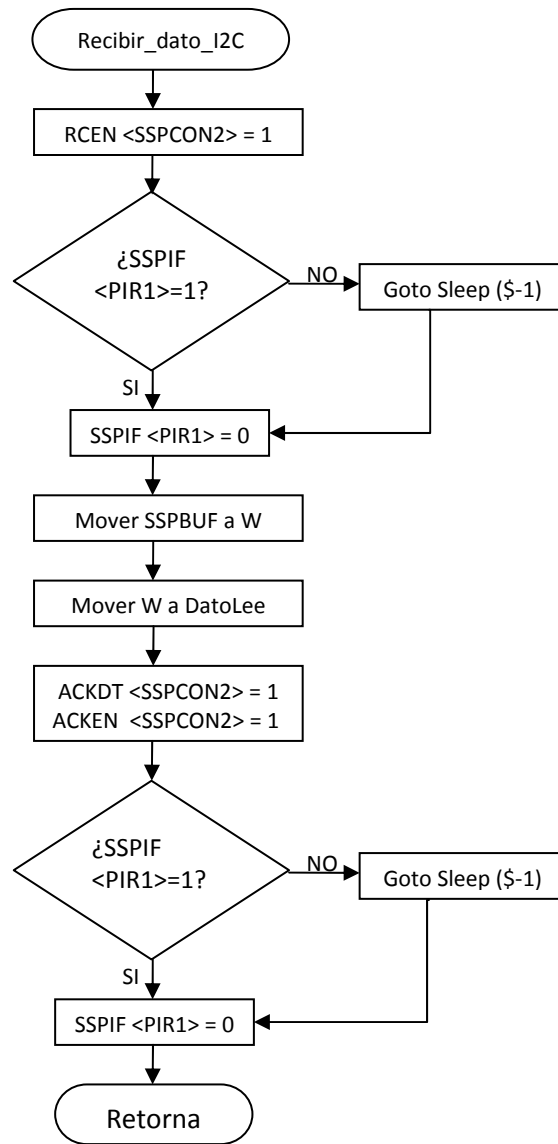 Recibir_dato_I2C
RCEN <SSPCON2> = 1
¿SSPIF
<PIR1>=1?
NO
Goto Sleep ($-1)
SI
SSPIF <PIR1> = 0
Mover SSPBUF a W
Mover W a DatoLee
ACKDT <SSPCON2> = 1
ACKEN <SSPCON2> = 1
¿SSPIF
<PIR1>=1?
NO
Goto Sleep ($-1)
SI
SSPIF <PIR1> = 0
Retorna